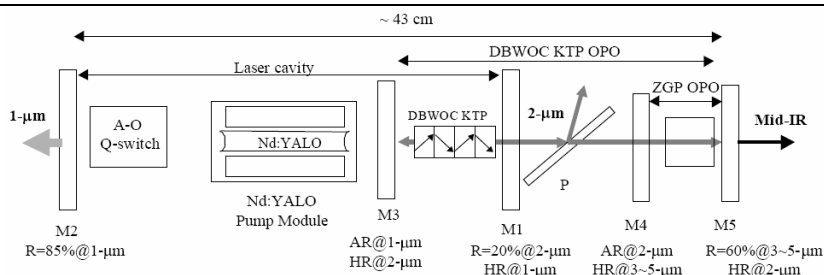 ~ 43 cm
DBWOC KTP OPO
Laser cavity
ZGP OPO
1-μm
A-O
Q-switch
Nd:YALO
DBWOC KTP
2-μm
Mid-IR
P
Nd:YALO
Pump Module
M2
R=85%@1-μm
M3
AR@1-μm
HR@2-μm
M1
R=20%@2-μm
HR@1-μm
M4
AR@2-μm
HR@3~5-μm
M5
R=60%@3~5-μm
HR@2-μm